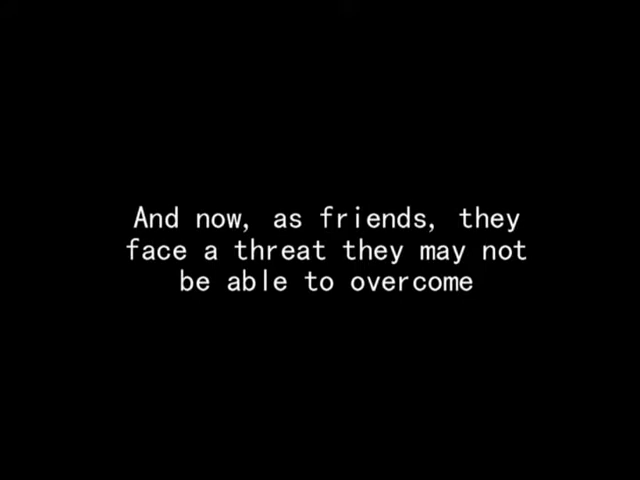 And now, as friends, they
face a threat they may not
be able to overcome